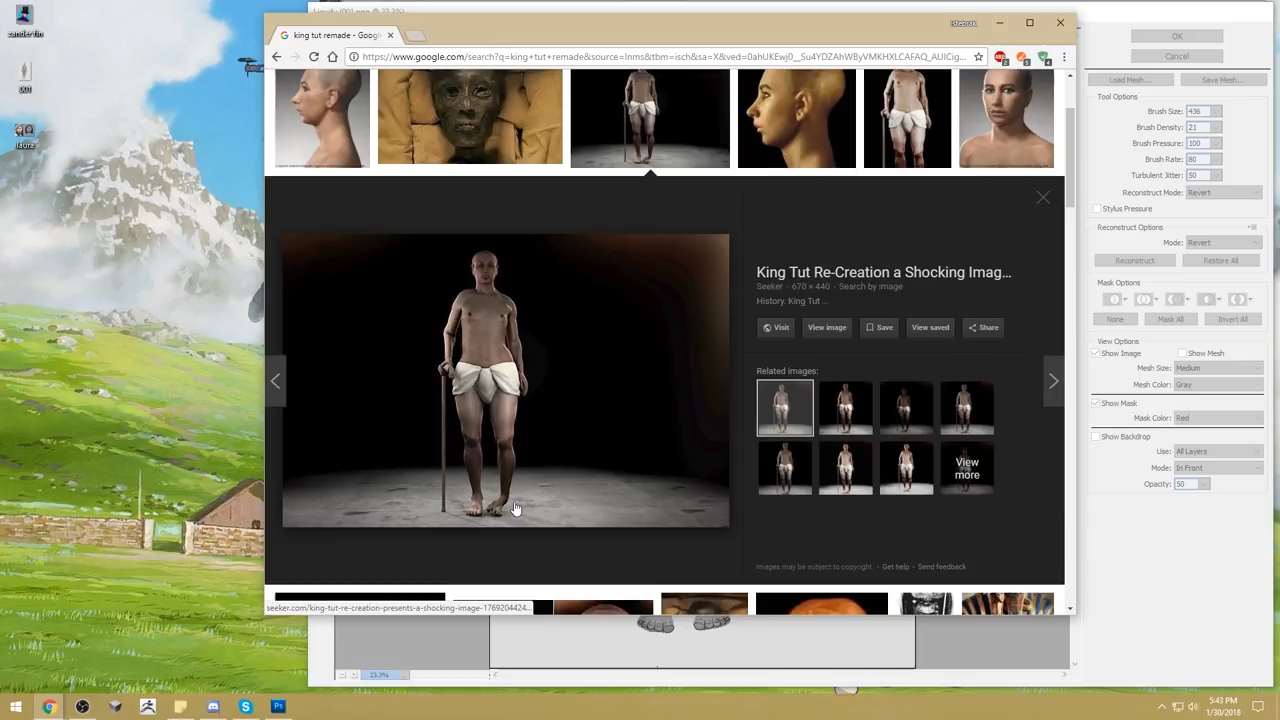 zanderfin
001
laura
king tut remade - Goog
Istebrak
https://www.google.com/search?q=king+tut+remade&source=lnms&tbm=isch&sa=X&ved=0ahUKEwj0__Su4YDZAhWByVMKHXLCAFAQ_AUICig...
King Tut Re-Creation a Shocking Imag...
Seeker - 670 × 440 - Search by image
History. King Tut ...
Visit
View image
Save
View saved
Share
Related images:
View more
Images may be subject to copyright. - Get help - Send feedback
seeker.com/king-tut-re-creation-presents-a-shocking-image-1769204424...
23.3%
OK
Cancel
Load Mesh...
Save Mesh...
Tool Options
Brush Size: 436
Brush Density: 21
Brush Pressure: 100
Brush Rate: 80
Turbulent Jitter: 50
Reconstruct Mode: Revert
Stylus Pressure
Reconstruct Options
Mode: Revert
Reconstruct
Restore All
Mask Options
None
Mask All
Invert All
View Options
Show Image
Show Mesh
Mesh Size: Medium
Mesh Color: Gray
Show Mask
Mask Color: Red
Show Backdrop
Use: All Layers
Mode: In Front
Opacity: 50
5:43 PM
1/30/2018